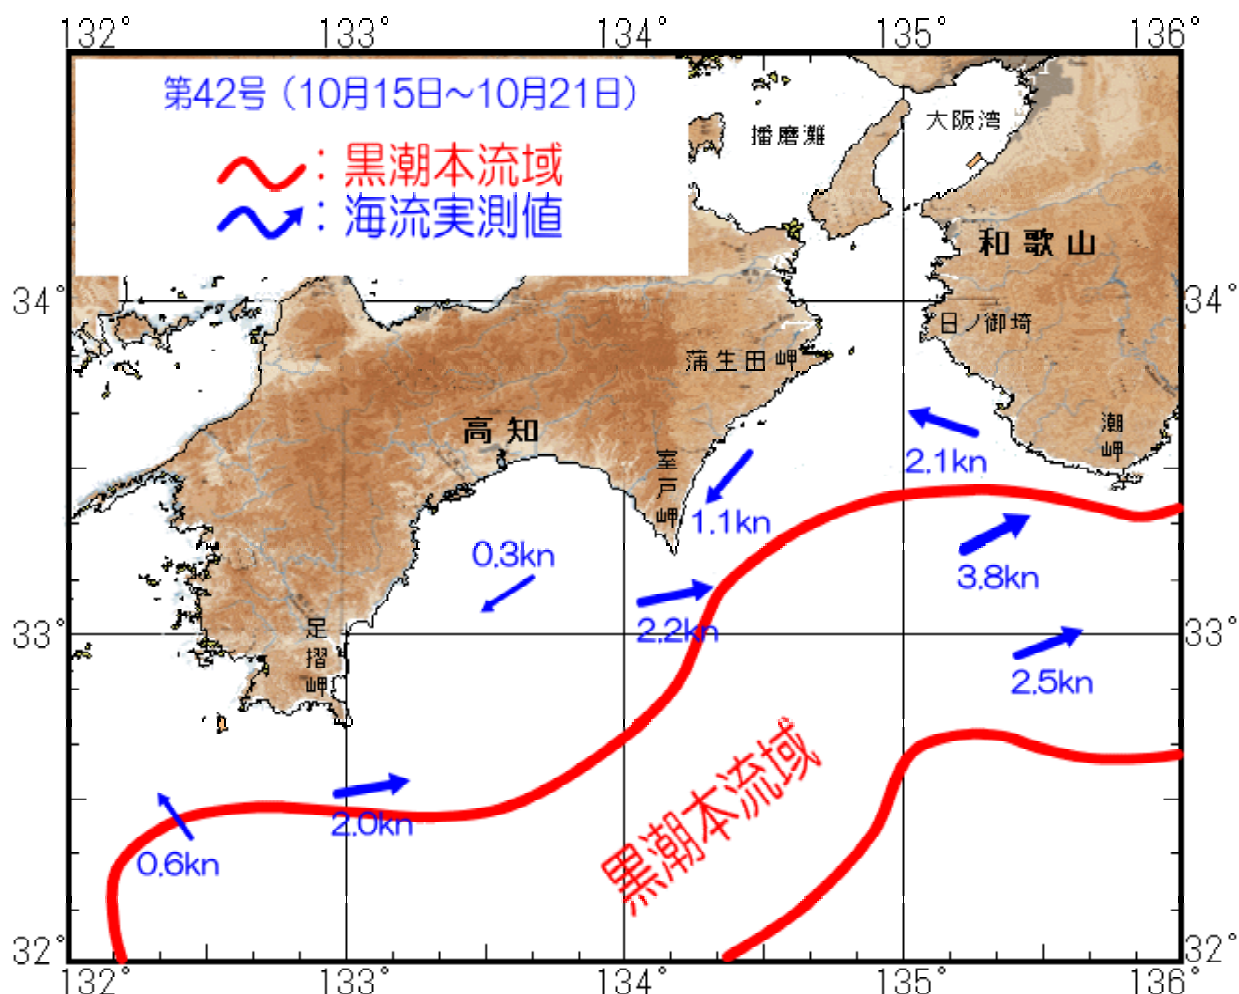 132°
133°
134°
135°
136°
第42号（10月15日～10月21日）
：黒潮本流域
：海流実測値
播磨灘
大阪湾
和歌山
34°
34°
日ノ御埼
蒲生田岬
潮岬
高知
室戸岬
2.1kn
1.1kn
0.3kn
3.8kn
2.2kn
33°
33°
足摺岬
2.5kn
黒潮本流域
2.0kn
0.6kn
32°
32°
132°
133°
134°
135°
136°